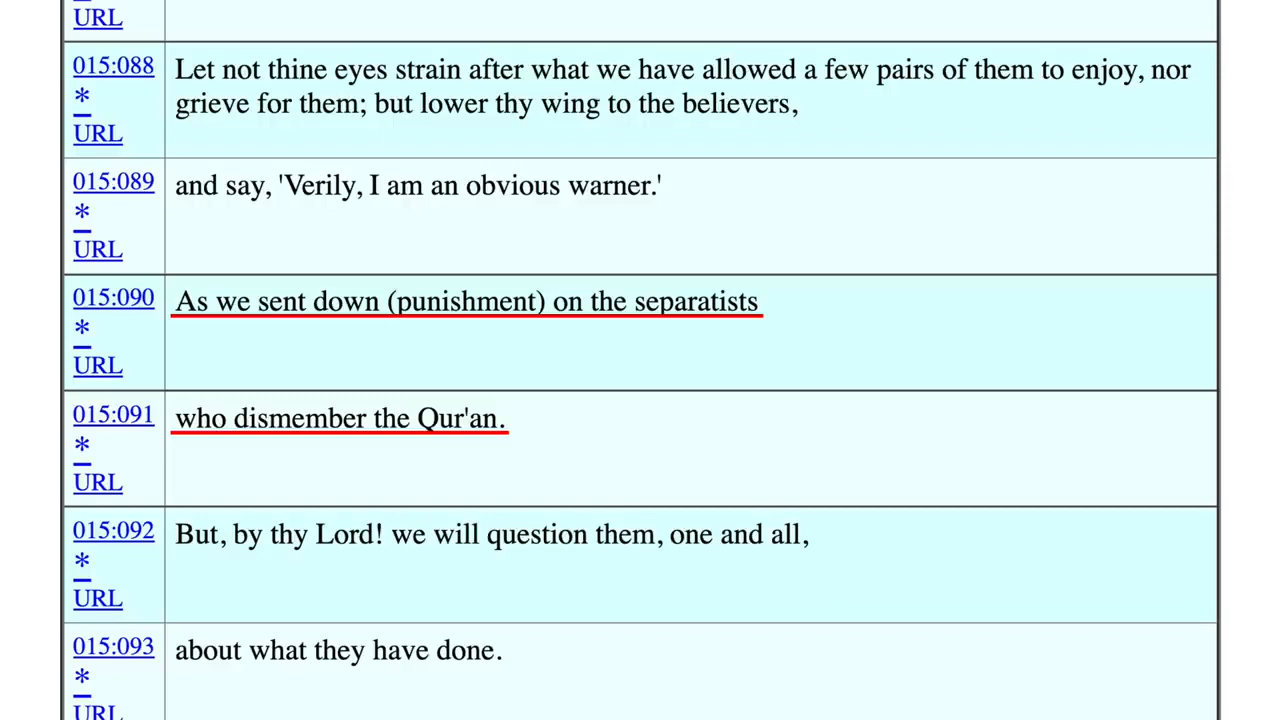 URL
015:088
Let not thine eyes strain after what we have allowed a few pairs of them to enjoy, nor
grieve for them; but lower thy wing to the believers,
*
URL
015:089
and say, 'Verily, I am an obvious warner.'
*
URL
015:090
As we sent down (punishment) on the separatists
*
URL
015:091
who dismember the Qur'an.
*
URL
015:092
But, by thy Lord! we will question them, one and all,
*
URL
015:093
about what they have done.
*
URL